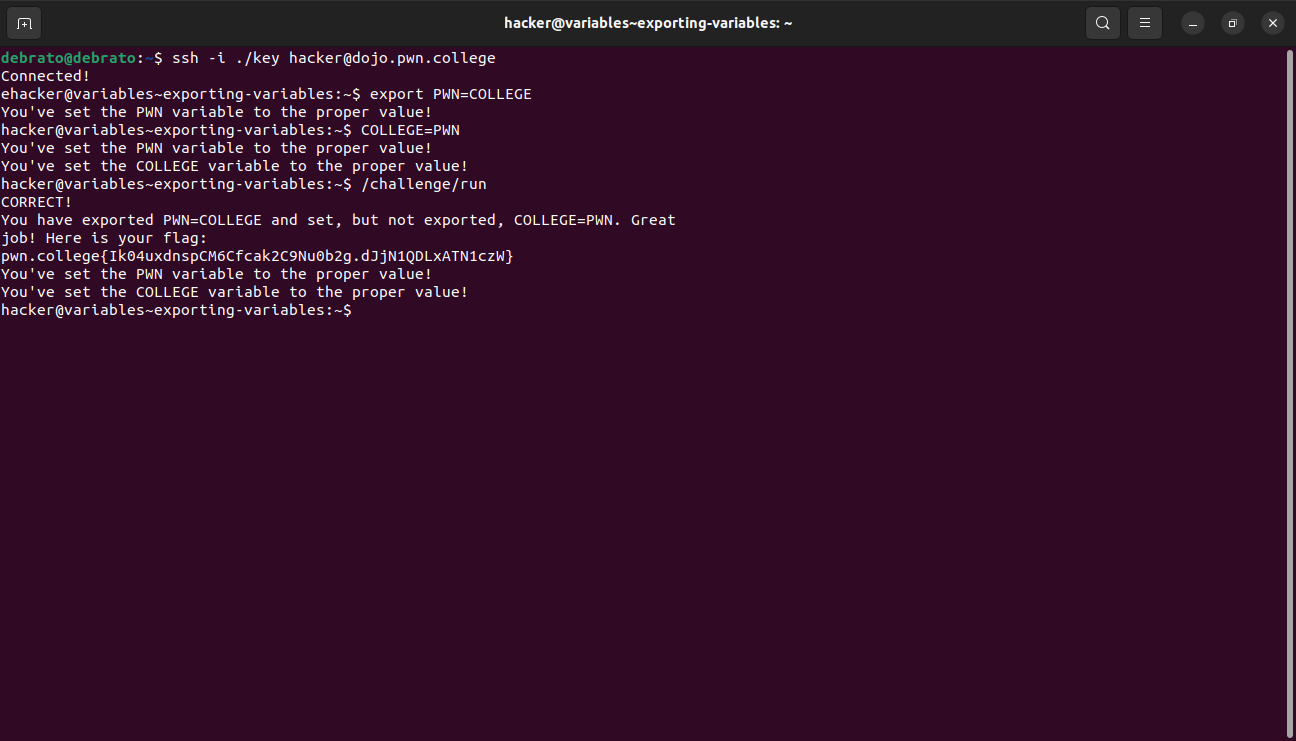 hacker@variables~exporting-variables: ~
debrato@debrato:~$ ssh -i ./key hacker@dojo.pwn.college
Connected!
ehacker@variables~exporting-variables:~$ export PWN=COLLEGE
You've set the PWN variable to the proper value!
hacker@variables~exporting-variables:~$ COLLEGE=PWN
You've set the PWN variable to the proper value!
You've set the COLLEGE variable to the proper value!
hacker@variables~exporting-variables:~$ /challenge/run
CORRECT!
You have exported PWN=COLLEGE and set, but not exported, COLLEGE=PWN. Great
job! Here is your flag:
pwn.college{Ik04uxdnspCM6Cfcak2C9Nu0b2g.dJjN1QDLxATN1czW}
You've set the PWN variable to the proper value!
You've set the COLLEGE variable to the proper value!
hacker@variables~exporting-variables:~$